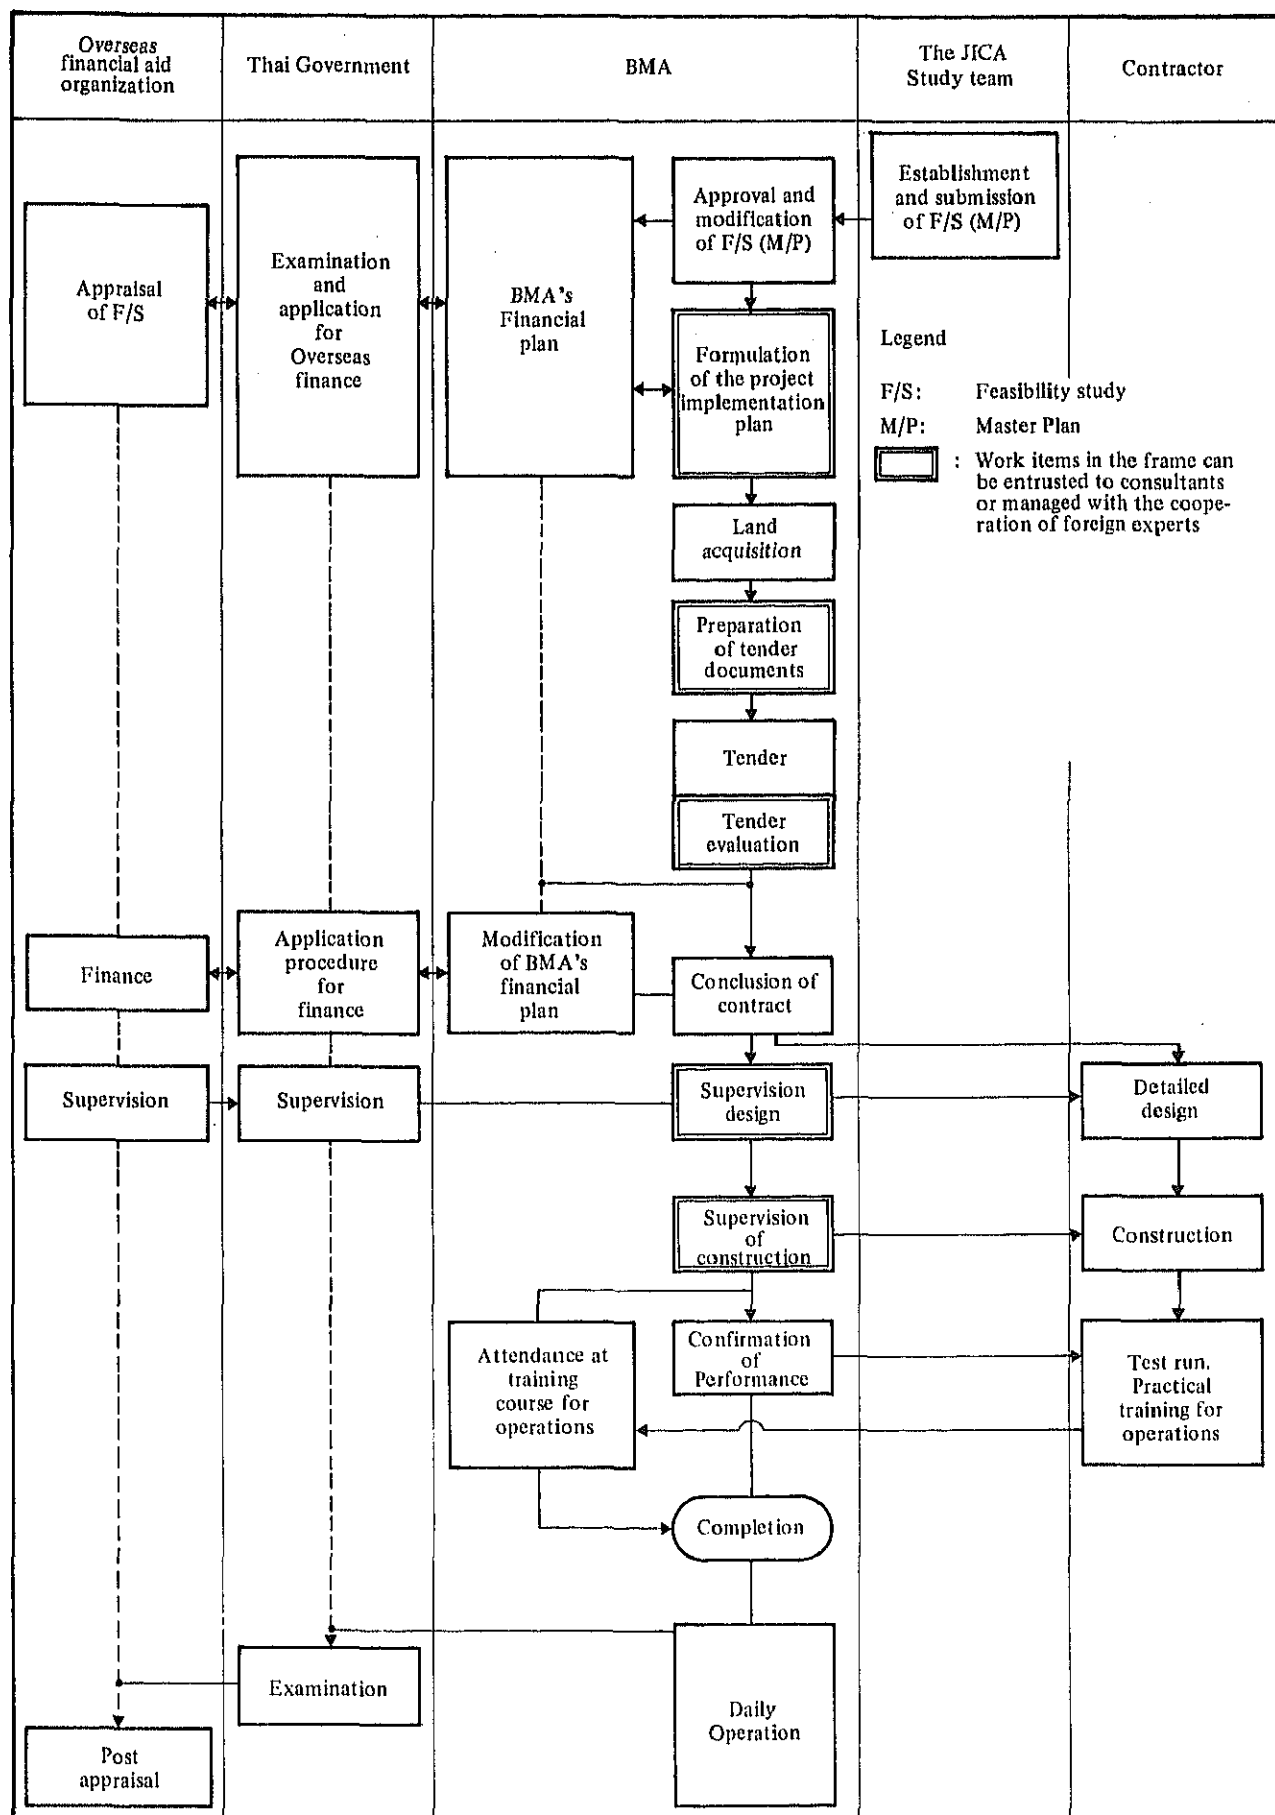 Overseas
financial aid
organization
Thai Government
BMA
The JICA
Study team
Contractor
Establishment
and submission
of F/S (M/P)
Approval and
modification
of F/S (M/P)
BMA's
Financial
plan
Examination
and
application
for
Overseas
finance
Appraisal
of F/S
Formulation
of the project
implementation
plan
Legend
F/S: Feasibility study
M/P: Master Plan
: Work items in the frame can
be entrusted to consultants
or managed with the coope-
ration of foreign experts
Land
acquisition
Preparation
of tender
documents
Tender
Tender
evaluation
Finance
Application
procedure
for
finance
Modification
of BMA's
financial
plan
Conclusion of
contract
Supervision
Supervision
Supervision
design
Detailed
design
Supervision
of
construction
Construction
Attendance at
training
course for
operations
Confirmation
of
Performance
Test run.
Practical
training for
operations
Completion
Examination
Daily
Operation
Post
appraisal